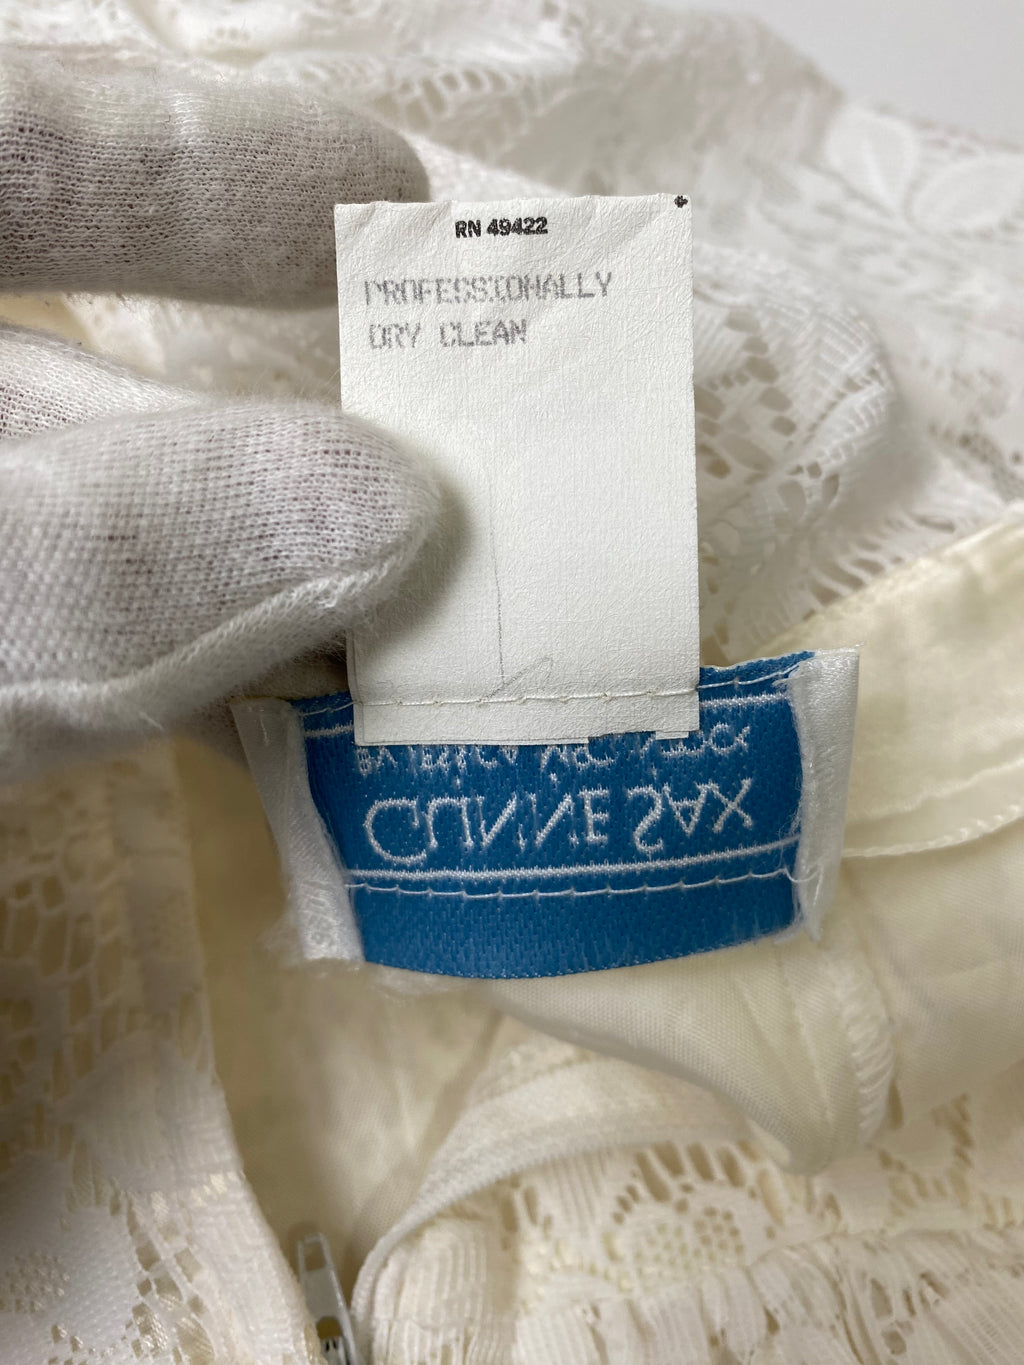 RN 49422
PROFESSIONALLY
DRY CLEAN
GUNNE SAX